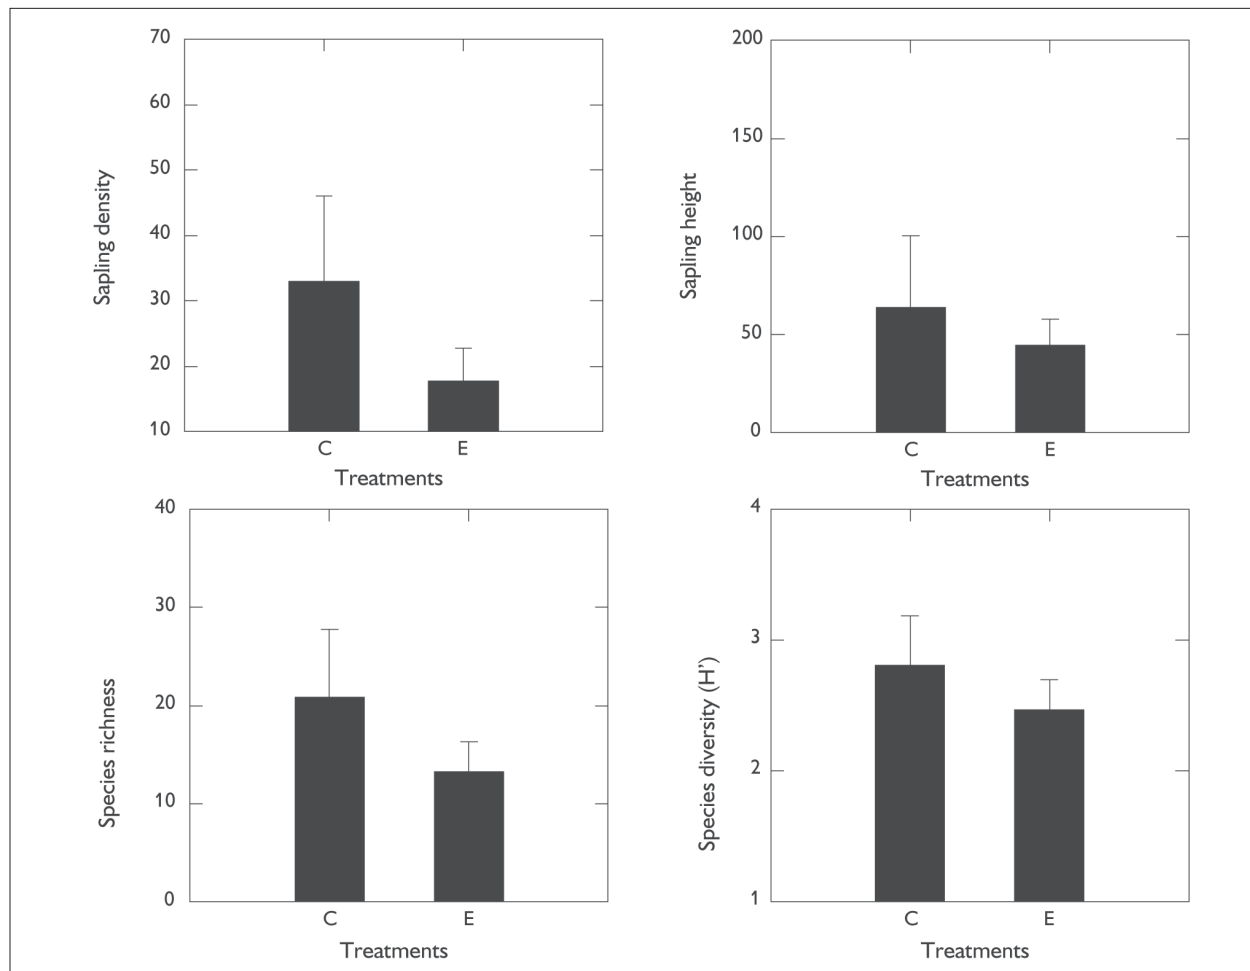 70
60
50
40
30
20
10
Sapling density
C E
Treatments
200
150
100
50
0
Sapling height
C E
Treatments
40
30
20
10
0
Species richness
C E
Treatments
4
3
2
1
Species diversity (H’)
C E
Treatments